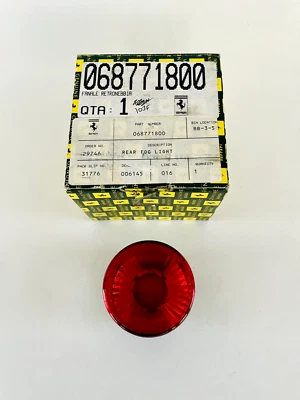 068771800
FANALE RETRONEBBIA
QTA: 1
PART NUMBER
BIN LOCATION
068771800
BB-3-5
ORDER NO.
DESCRIPTION
29246
REAR FOG LIGHT
PACK SLIP NO.
CELL
LINE NO.
QUANTITY
31776
006145
016
1